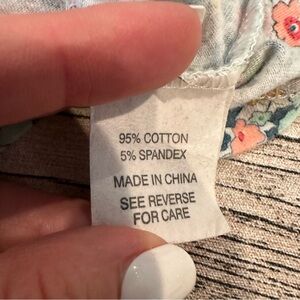 95% COTTON
5% SPANDEX
MADE IN CHINA
SEE REVERSE
FOR CARE